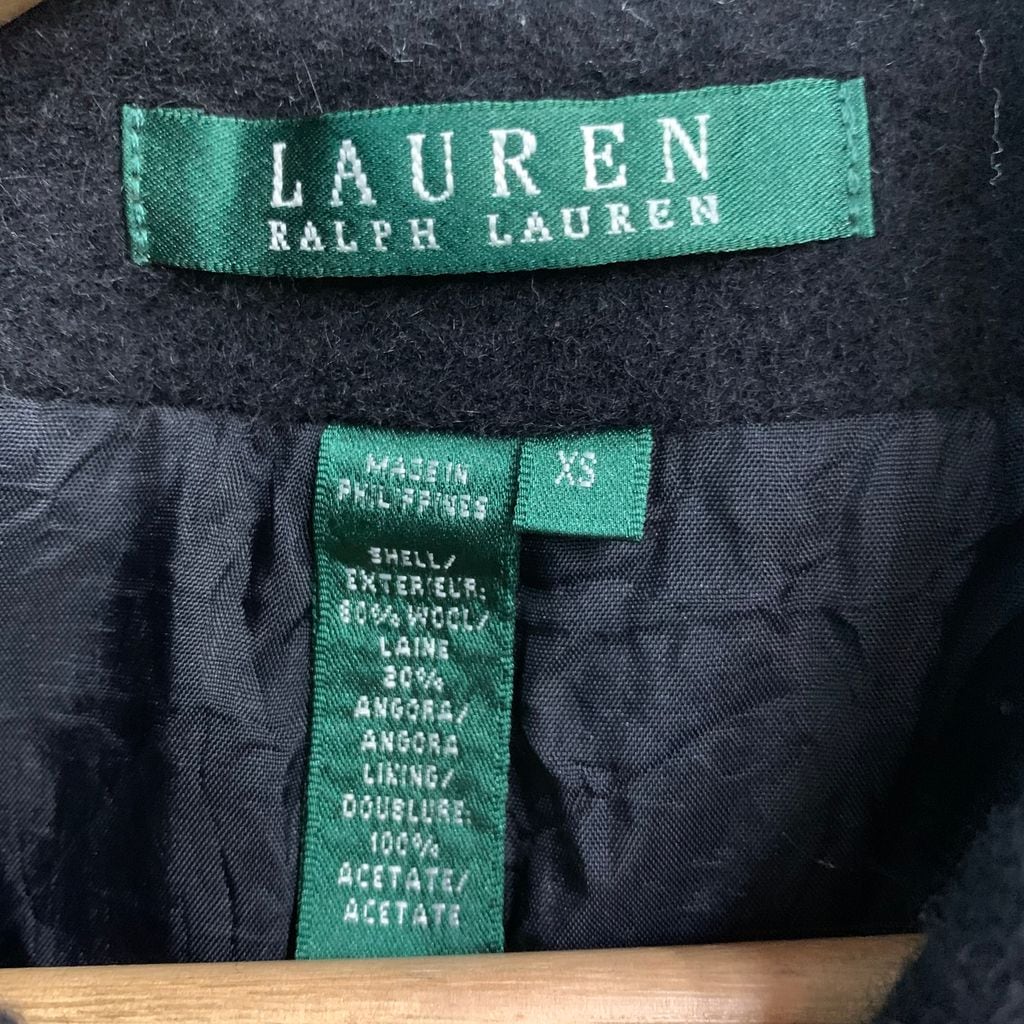 LAUREN
RALPH LAUREN
XS
MADE IN
PHILIPPINES
SHELL/
EXTERIEUR:
80% WOOL/
LAINE
20%
ANGORA/
ANGORA
LINING/
DOUBLURE:
100%
ACETATE/
ACETATE